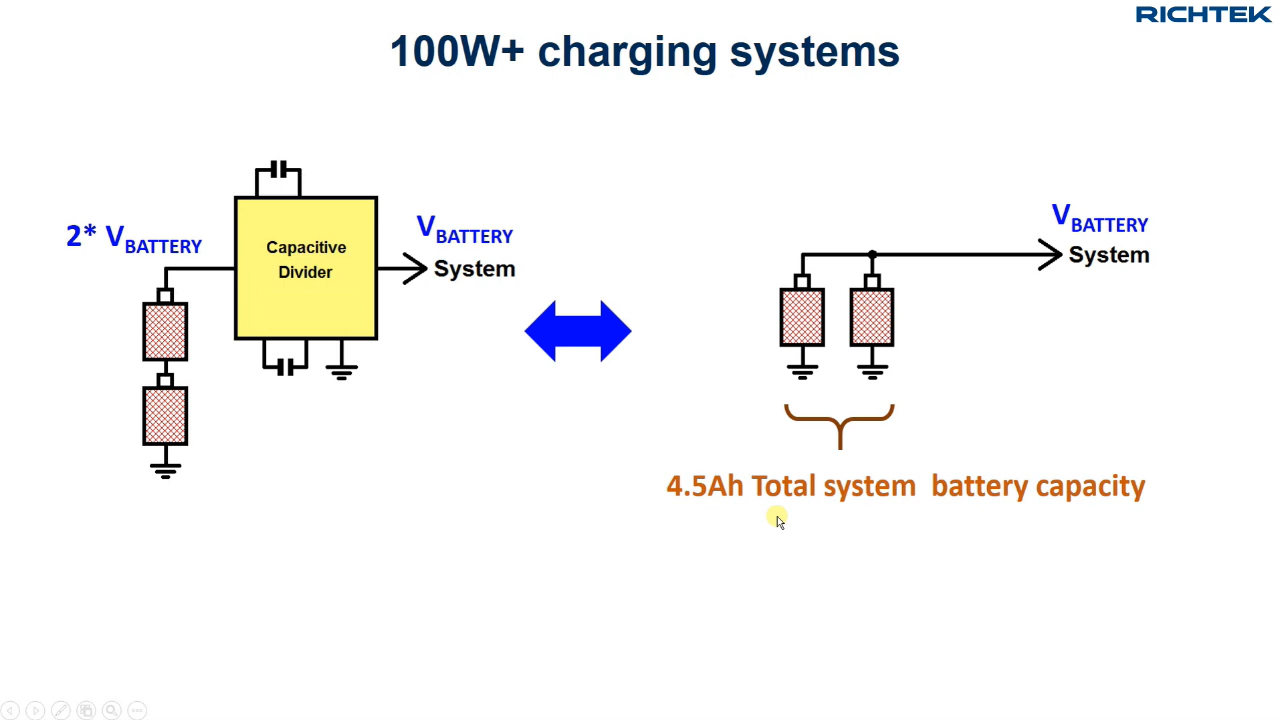 RICHTEK
100W+ charging systems
2* VBATTERY
Capacitive
Divider
VBATTERY
System
VBATTERY
System
4.5Ah Total system battery capacity